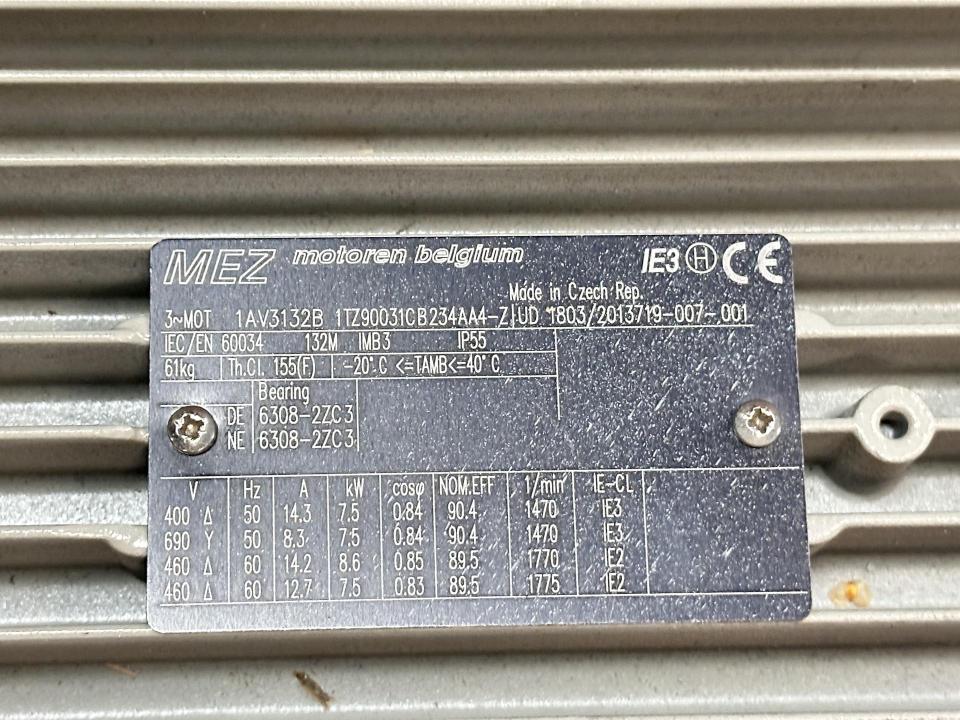 MEZ motoren belgium IE3 H CE
Made in Czech Rep.
3~MOT 1AV3132B 1TZ90031CB234AA4-Z UD 1803/2013719-007-001
IEC/EN 60034 132M IMB3 IP55
61kg Th.Cl. 155(F) -20°C <=TAMB<=40°C
Bearing
DE 6308-2ZC3
NE 6308-2ZC3
V Hz A kW cosφ NOM.EFF 1/min IE-CL
400 Δ 50 14.3 7.5 0.84 90.4 1470 IE3
690 Y 50 8.3 7.5 0.84 90.4 1470 IE3
460 Δ 60 14.2 8.6 0.85 89.5 1770 IE2
460 Δ 60 12.7 7.5 0.83 89.5 1775 IE2